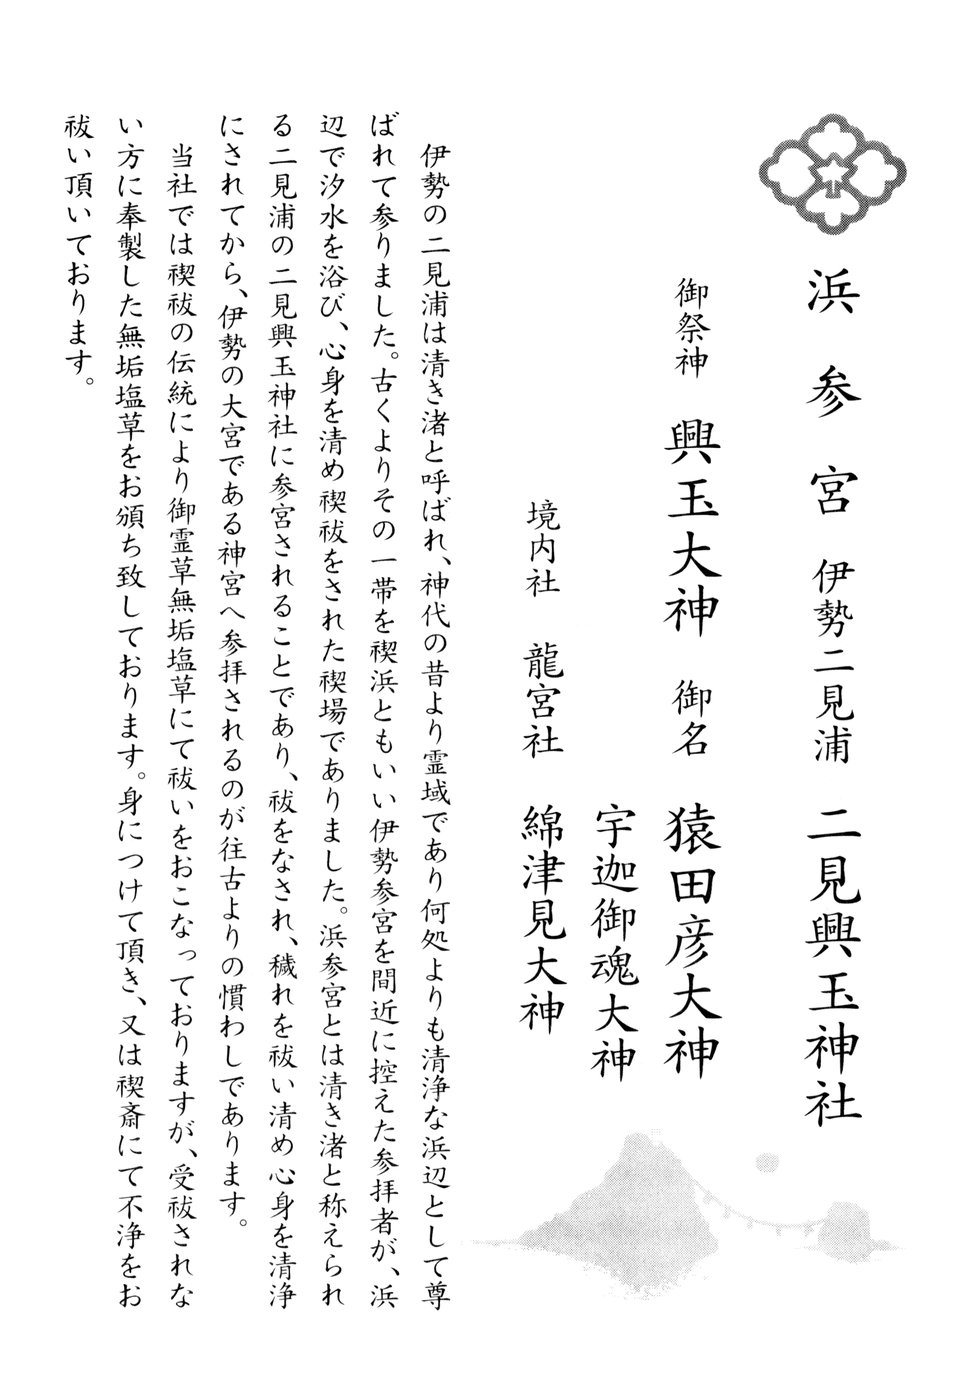 浜参宮 伊勢二見浦 二見興玉神社
御祭神 興玉大神 御名 猿田彦大神
宇迦御魂大神
境内社 龍宮社 綿津見大神
伊勢の二見浦は清き渚と呼ばれ、神代の昔より霊域であり何処よりも清浄な浜辺として尊
ばれて参りました。古くよりその一帯を禊浜ともいい伊勢参宮を間近に控えた参拝者が、浜
辺で汐水を浴び、心身を清め禊祓をされた禊場でありました。浜参宮とは清き渚と称えられ
る二見浦の二見興玉神社に参宮されることであり、祓をなされ、穢れを祓い清め心身を清浄
にされてから、伊勢の大宮である神宮へ参拝されるのが往古よりの慣わしであります。
当社では禊祓の伝統により御霊草無垢塩草にて祓いをおこなっておりますが、受祓されな
い方に奉製した無垢塩草をお頒ち致しております。身につけて頂き、又は禊斎にて不浄をお
祓い頂いております。